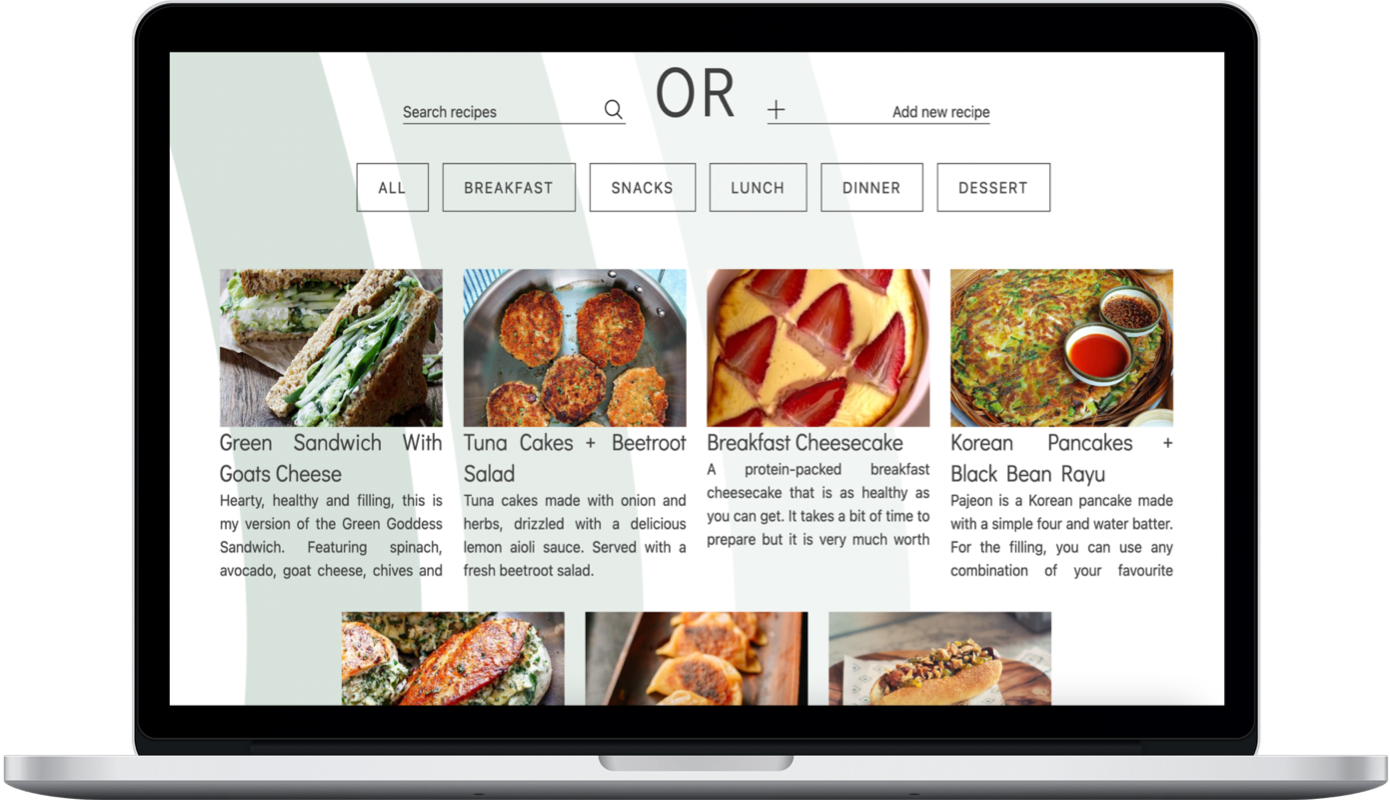 Search recipes
OR
Add new recipe
ALL
BREAKFAST
SNACKS
LUNCH
DINNER
DESSERT
Green Sandwich With
Goats Cheese
Hearty, healthy and filling, this is
my version of the Green Goddess
Sandwich. Featuring spinach,
avocado, goat cheese, chives and
Tuna Cakes + Beetroot
Salad
Tuna cakes made with onion and
herbs, drizzled with a delicious
lemon aioli sauce. Served with a
fresh beetroot salad.
Breakfast Cheesecake
A protein-packed breakfast
cheesecake that is as healthy as
you can get. It takes a bit of time to
prepare but it is very much worth
Korean Pancakes +
Black Bean Rayu
Pajeon is a Korean pancake made
with a simple four and water batter.
For the filling, you can use any
combination of your favourite